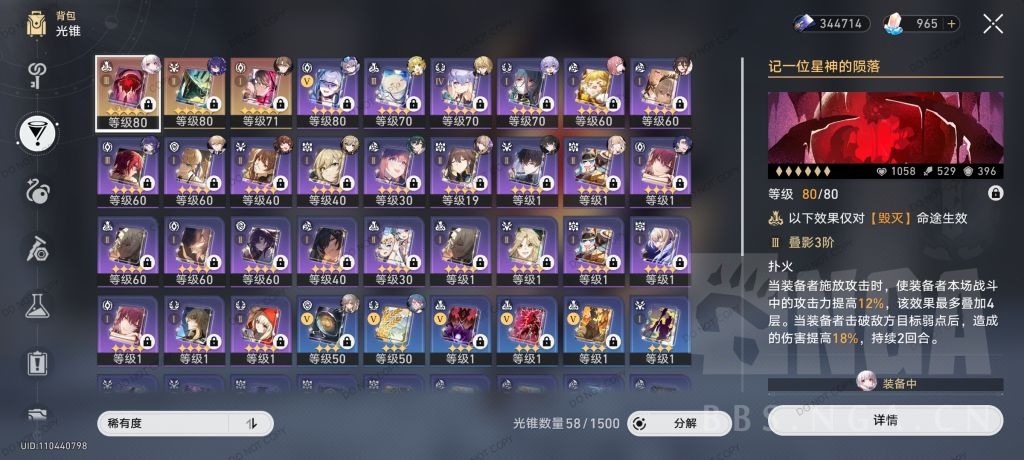 背包
光锥
344714
965
等级80
等级80
等级71
等级80
等级80
等级70
等级70
等级60
等级60
等级60
等级60
等级40
等级40
等级30
等级19
等级1
等级1
等级1
等级60
等级60
等级60
等级40
等级30
等级1
等级1
等级1
等级1
等级1
等级1
等级1
等级50
等级50
等级1
等级1
等级1
等级1
记一位星神的陨落
1058 529 396
等级 80/80
以下效果仅对【毁灭】命途生效
III 叠影3阶
扑火
当装备者施放攻击时，使装备者本场战斗
中的攻击力提高12%，该效果最多叠加4
层。当装备者击破敌方目标弱点后，造成
的伤害提高18%，持续2回合。
装备中
稀有度
光锥数量58/1500
分解
详情
UID:110440798
NGA
BBS.NGA.CN